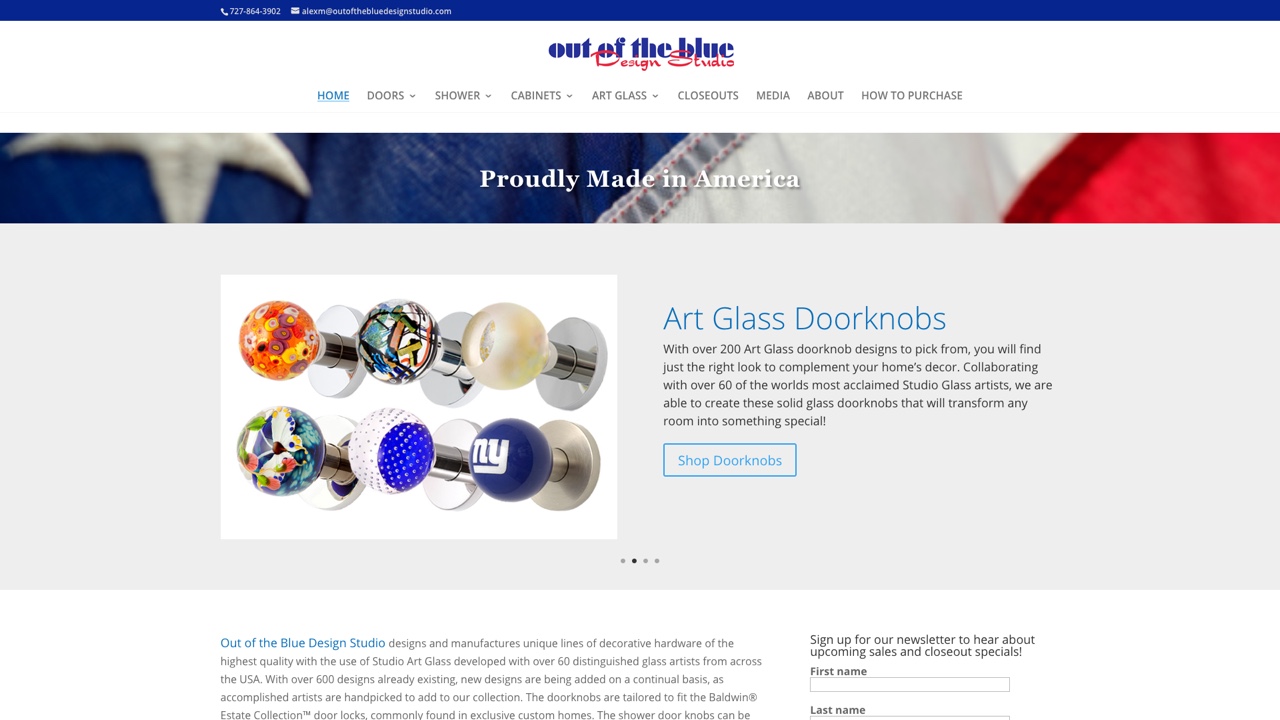 727-864-3902 alexm@outofthebluedesignstudio.com
out of the blue
Design Studio
HOME DOORS SHOWER CABINETS ART GLASS CLOSEOUTS MEDIA ABOUT HOW TO PURCHASE
Proudly Made in America
Art Glass Doorknobs
With over 200 Art Glass doorknob designs to pick from, you will find
just the right look to complement your home’s decor. Collaborating
with over 60 of the worlds most acclaimed Studio Glass artists, we are
able to create these solid glass doorknobs that will transform any
room into something special!
Shop Doorknobs
ny
Out of the Blue Design Studio designs and manufactures unique lines of decorative hardware of the
highest quality with the use of Studio Art Glass developed with over 60 distinguished glass artists from across
the USA. With over 600 designs already existing, new designs are being added on a continual basis, as
accomplished artists are handpicked to add to our collection. The doorknobs are tailored to fit the Baldwin®
Estate Collection™ door locks, commonly found in exclusive custom homes. The shower door knobs can be
Sign up for our newsletter to hear about
upcoming sales and closeout specials!
First name
Last name